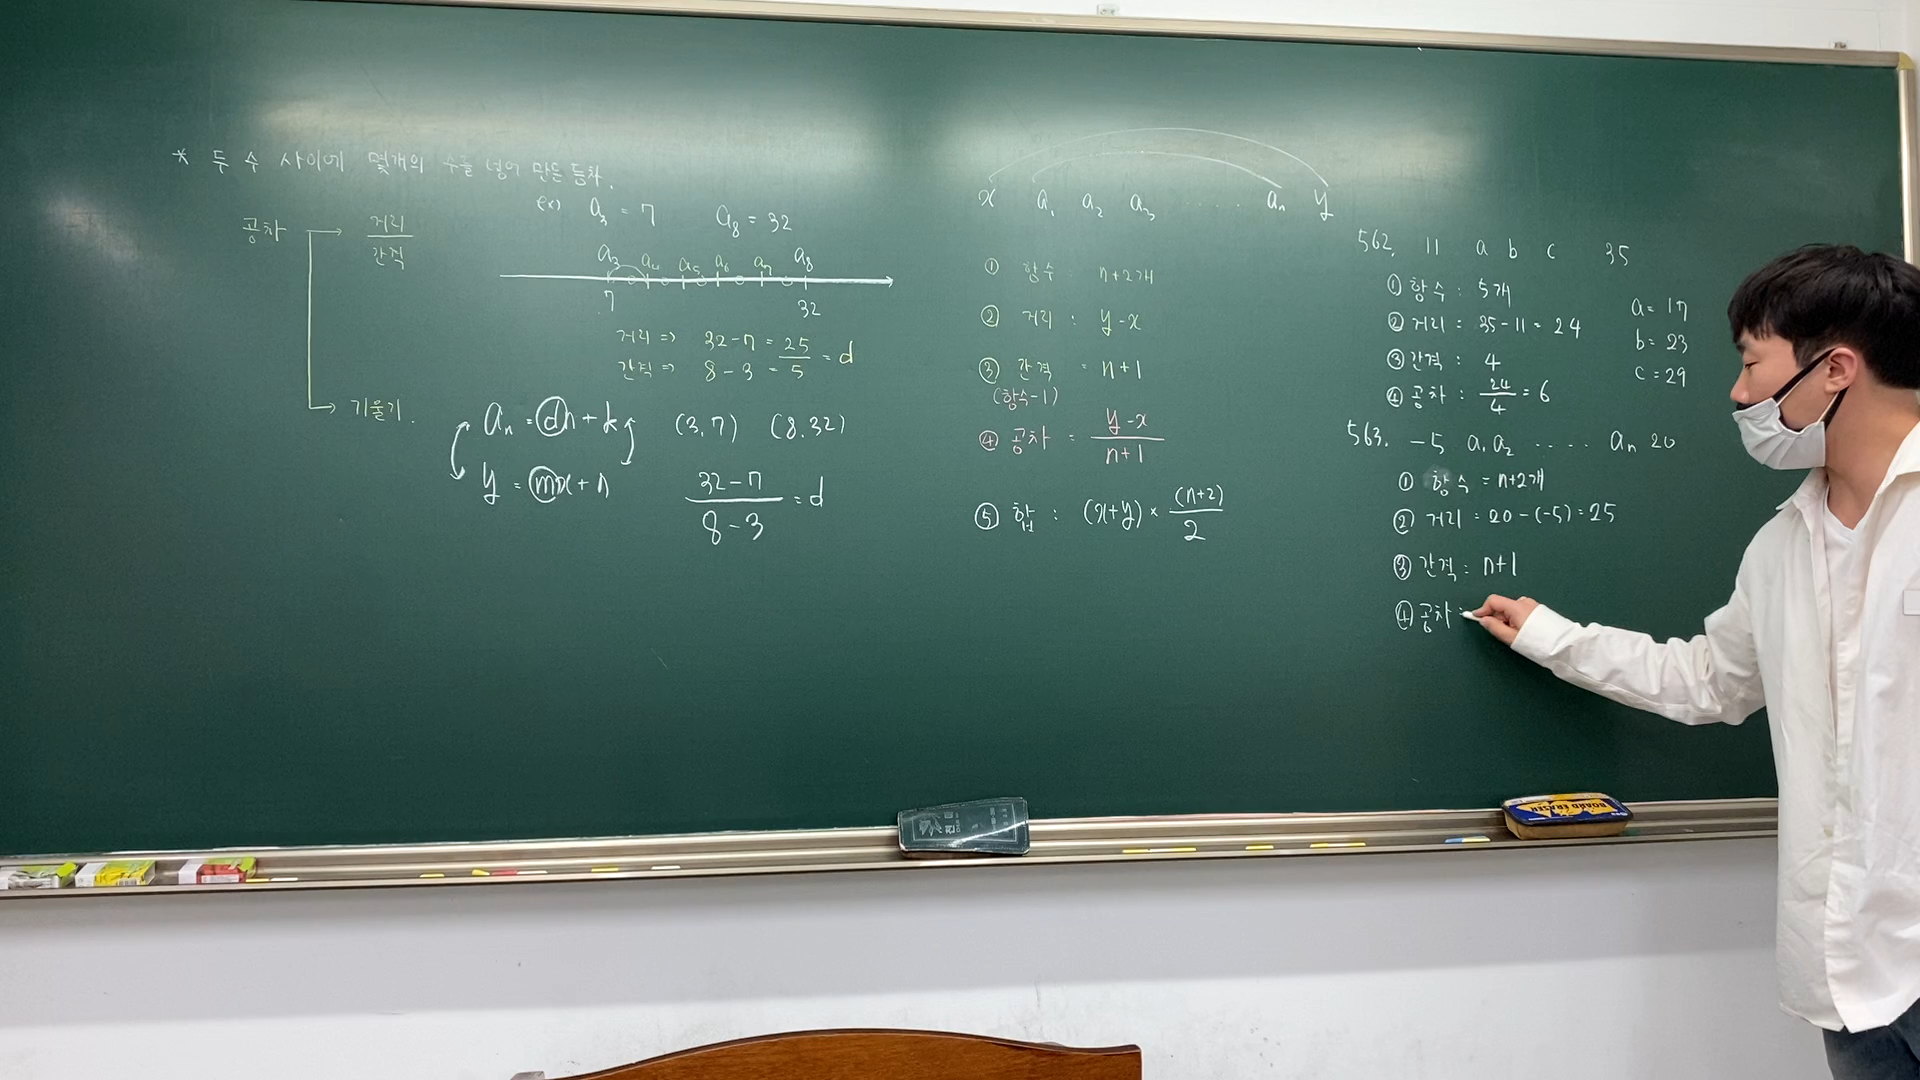 * 두 수 사이에 몇개의 수를 넣어 만든 등차.
공차 → 거리/간격
→ 기울기.
ex) a₃ = 7   a₈ = 32
a₃ a₄ a₅ a₆ a₇ a₈
7   32
거리 ⇒ 32-7 = 25
간격 ⇒ 8-3 = 5   = d
aₙ = dn + k   (3, 7)   (8, 32)
y = mx + n   (32-7)/(8-3) = d
x   a₁   a₂   a₃   ....   aₙ   y
① 항수 : n+2개
② 거리 : y-x
③ 간격 = n+1
(항수-1)
④ 공차 = (y-x)/(n+1)
⑤ 합 : (x+y) × (n+2)/2
562. 11   a   b   c   35
① 항수 : 5개
② 거리 = 35-11 = 24
③ 간격 : 4
④ 공차 : 24/4 = 6
a = 17
b = 23
c = 29
563. -5   a₁ a₂   ....   aₙ 20
① 항수 = n+2개
② 거리 = 20-(-5) = 25
③ 간격 : n+1
④ 공차 :
BOARD ERASER